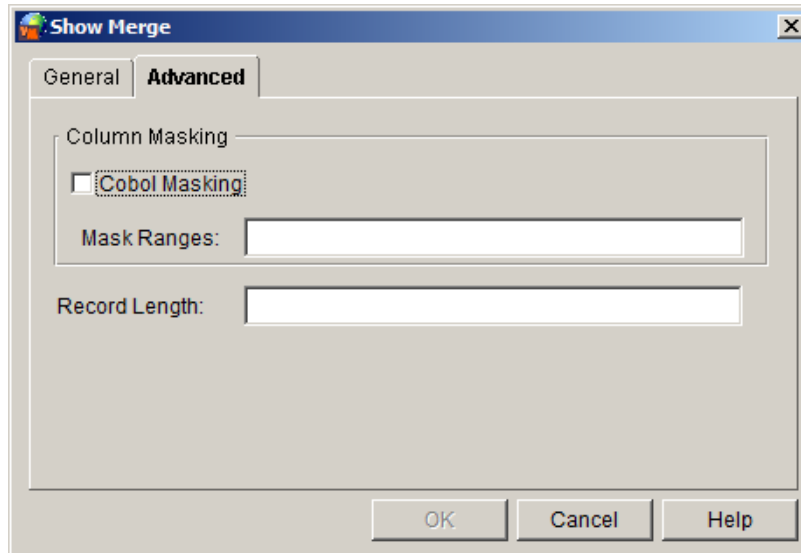 Show Merge
General Advanced
Column Masking
Cobol Masking
Mask Ranges:
Record Length:
OK Cancel Help